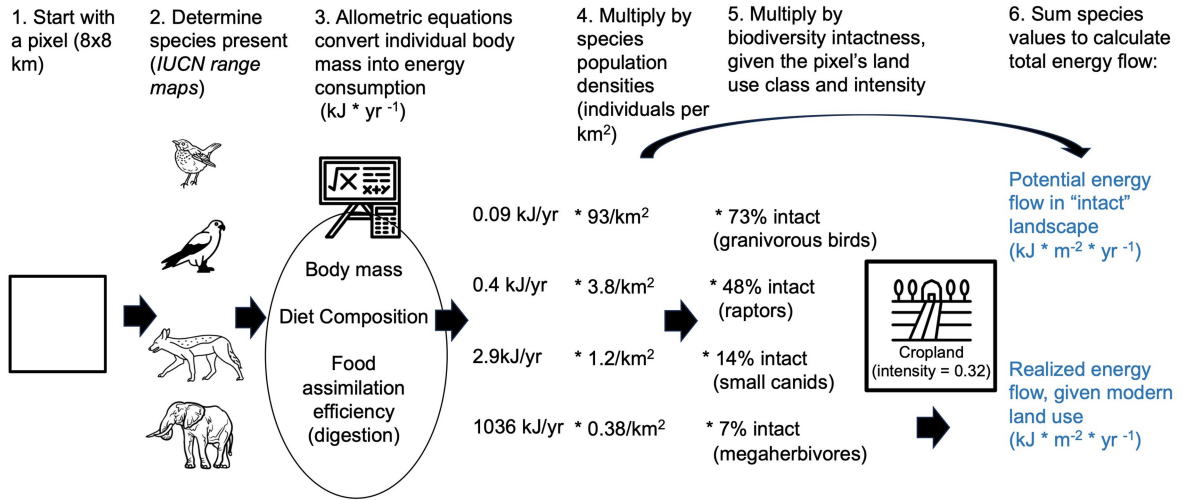 1. Start with
a pixel (8x8
km)
2. Determine
species present
(IUCN range
maps)
3. Allometric equations
convert individual body
mass into energy
consumption
(kJ * yr -1)
4. Multiply by
species
population
densities
(individuals per
km2)
5. Multiply by
biodiversity intactness,
given the pixel's land
use class and intensity
6. Sum species
values to calculate
total energy flow:
√X
x+y
Body mass
Diet Composition
Food
assimilation
efficiency
(digestion)
0.09 kJ/yr * 93/km2 * 73% intact
(granivorous birds)
0.4 kJ/yr * 3.8/km2 * 48% intact
(raptors)
2.9kJ/yr * 1.2/km2 * 14% intact
(small canids)
1036 kJ/yr * 0.38/km2 * 7% intact
(megaherbivores)
Cropland
(intensity = 0.32)
Potential energy
flow in “intact”
landscape
(kJ * m-2 * yr -1)
Realized energy
flow, given modern
land use
(kJ * m-2 * yr -1)